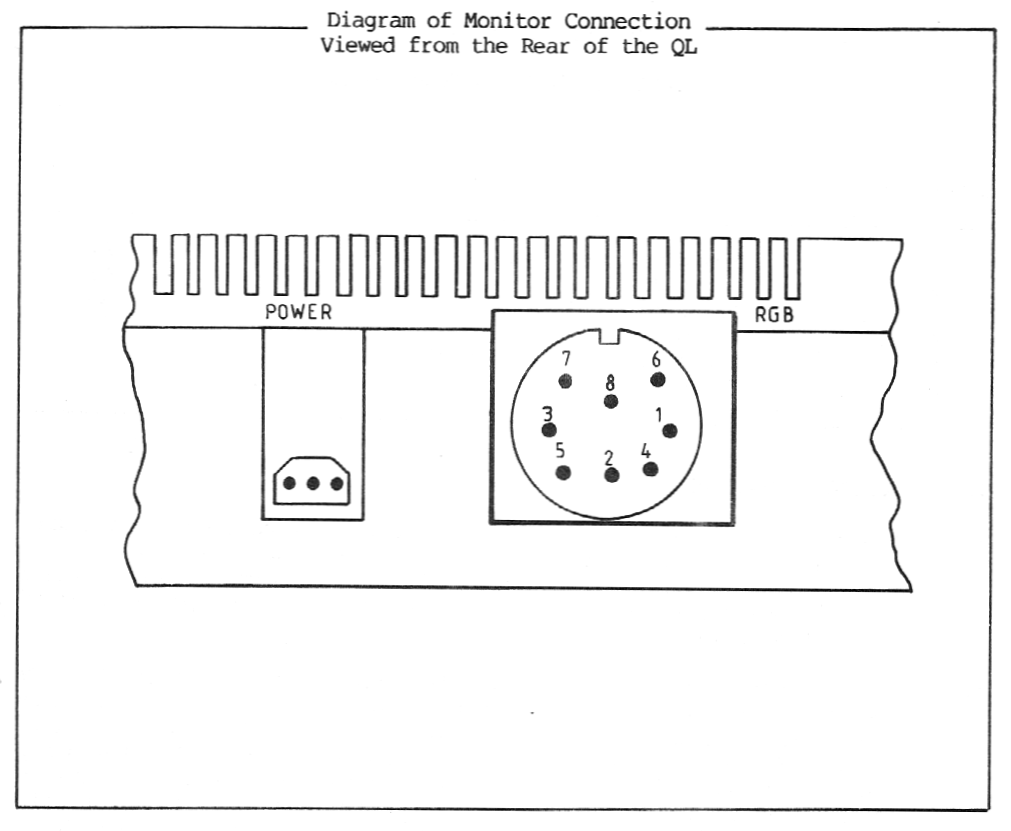 Diagram of Monitor Connection
Viewed from the Rear of the QL
POWER
RGB
7
6
8
3
1
5
2
4